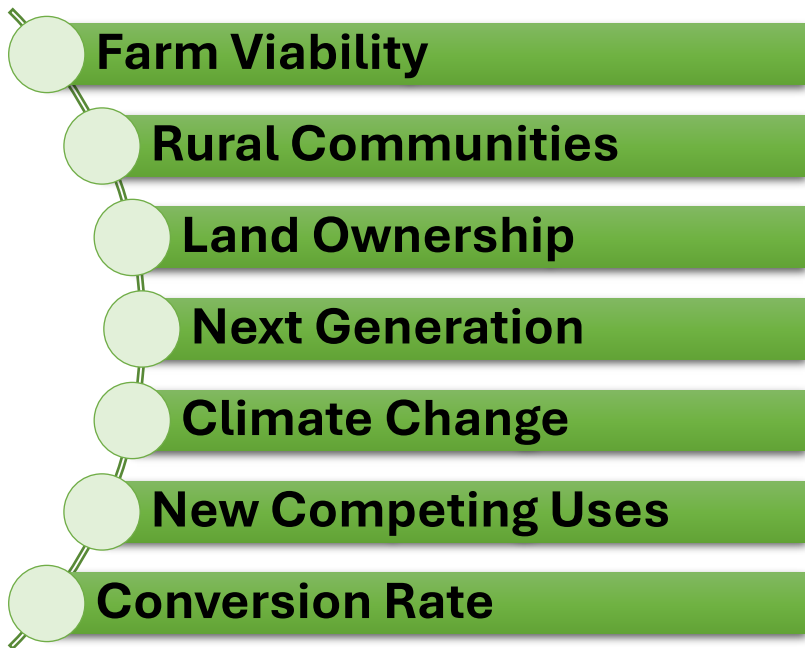 Farm Viability
Rural Communities
Land Ownership
Next Generation
Climate Change
New Competing Uses
Conversion Rate